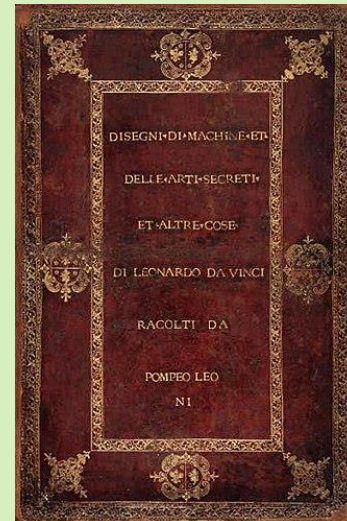 DISEGNI•DI•MACHINE•ET•
DELLE•ARTI•SECRETI•
ET•ALTRE•COSE•
DI LEONARDO DA VINCI
RACOLTI DA
POMPEO LEO
NI